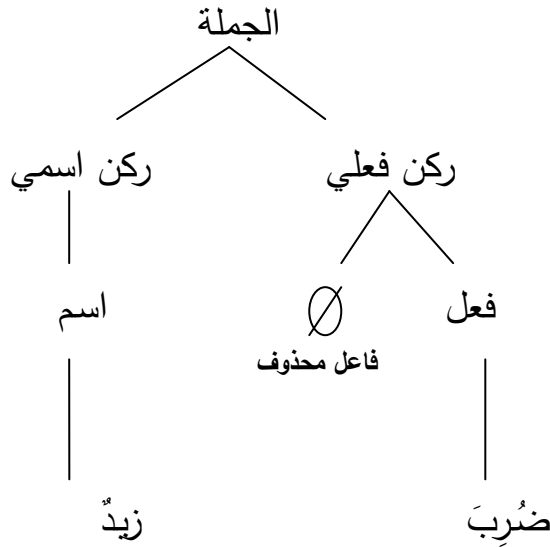 الجملة
ركن فعلي ركن اسمي
فعل ∅ اسم
فاعل محذوف
ضُرِبَ زيدٌ